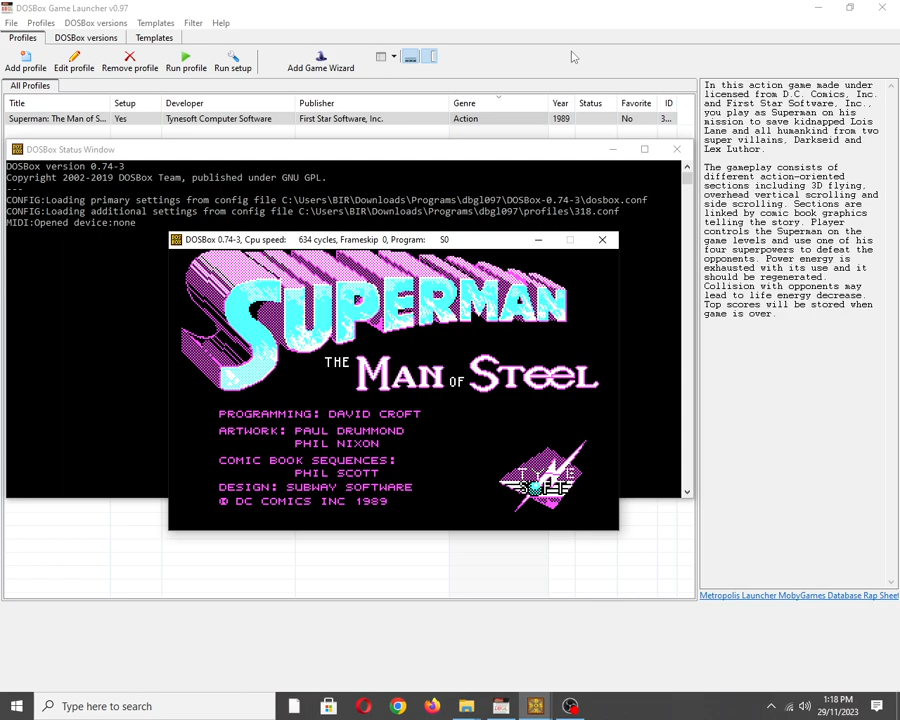 DOSBox Game Launcher v0.97
File Profiles DOSBox versions Templates Filter Help
Profiles DOSBox versions Templates
Add profile Edit profile Remove profile Run profile Run setup Add Game Wizard
All Profiles
Title Setup Developer Publisher Genre Year Status Favorite ID
Superman: The Man of S... Yes Tynesoft Computer Software First Star Software, Inc. Action 1989 No 3...
DOSBox Status Window
DOSBox version 0.74-3
Copyright 2002-2019 DOSBox Team, published under GNU GPL.
---
CONFIG:Loading primary settings from config file C:\Users\BIR\Downloads\Programs\dbgl097\DOSBox-0.74-3\dosbox.conf
CONFIG:Loading additional settings from config file C:\Users\BIR\Downloads\Programs\dbgl097\profiles\318.conf
MIDI:Opened device:none
DOSBox 0.74-3, Cpu speed: 634 cycles, Frameskip 0, Program: S0
SUPERMAN
THE MAN OF STEEL
PROGRAMMING: DAVID CROFT
ARTWORK: PAUL DRUMMOND
PHIL NIXON
COMIC BOOK SEQUENCES:
PHIL SCOTT
DESIGN: SUBWAY SOFTWARE
© DC COMICS INC 1989
TYNE
SOFT
In this action game made under
licensed from D.C. Comics, Inc.
and First Star Software, Inc.,
you play as Superman on his
mission to save kidnapped Lois
Lane and all humankind from two
super villains, Darkseid and
Lex Luthor.
The gameplay consists of
different action-oriented
sections including 3D flying,
overhead vertical scrolling and
side scrolling. Sections are
linked by comic book graphics
telling the story. Player
controls the Superman on the
game levels and use one of his
four superpowers to defeat the
opponents. Power energy is
exhausted with its use and it
should be regenerated.
Collision with opponents may
lead to life energy decrease.
Top scores will be stored when
game is over.
Metropolis Launcher MobyGames Database Rap Sheet
Type here to search
1:18 PM
29/11/2023